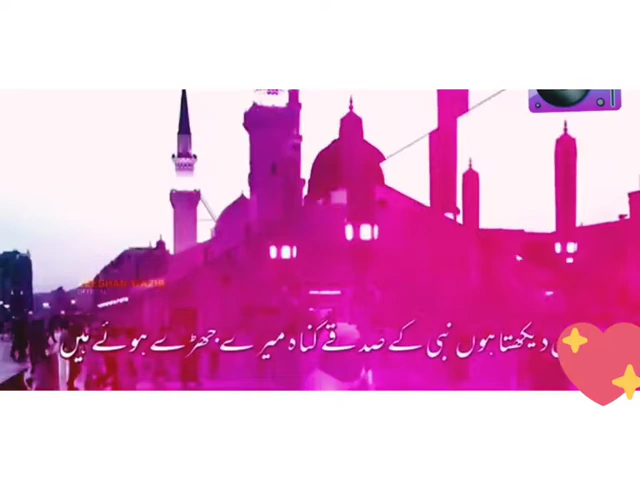 دیکھتا ہوں نبی کے صدقے گناہ میرے جھڑے ہوئے ہیں